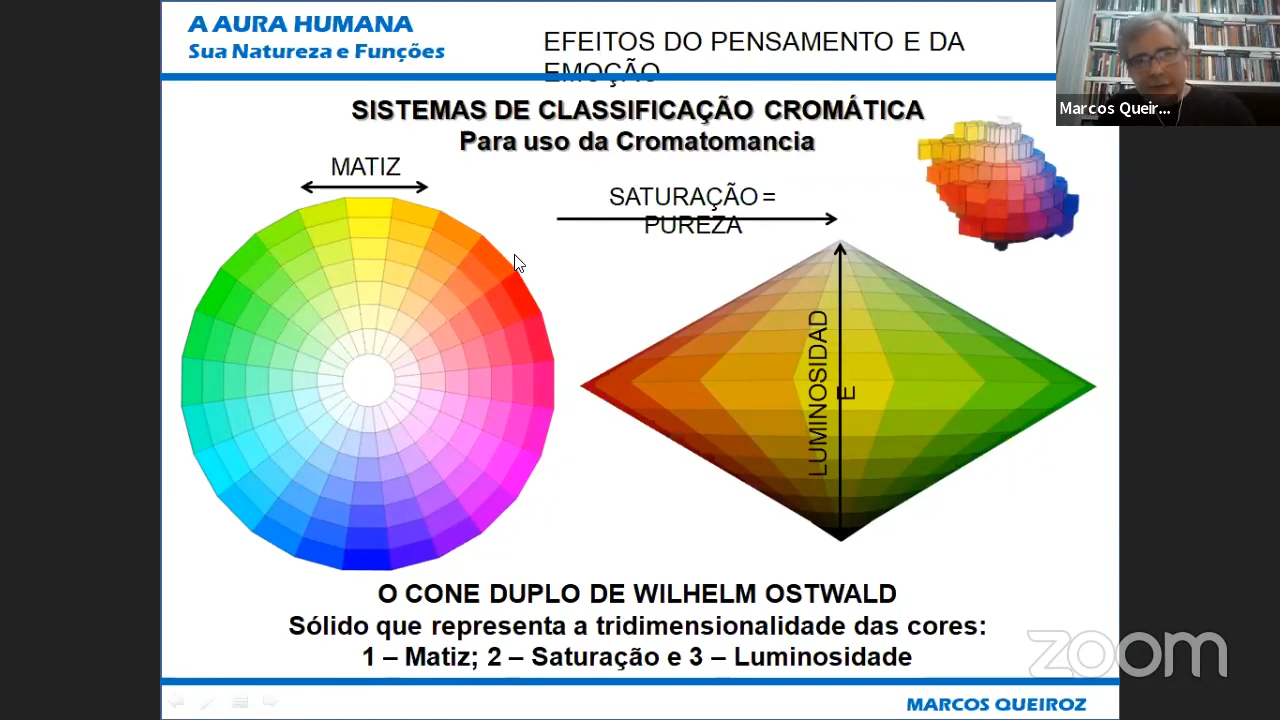 A AURA HUMANA
Sua Natureza e Funções
EFEITOS DO PENSAMENTO E DA
EMOÇÃO
Marcos Queir...
SISTEMAS DE CLASSIFICAÇÃO CROMÁTICA
Para uso da Cromatomancia
MATIZ
SATURAÇÃO =
PUREZA
LUMINOSIDAD
E
O CONE DUPLO DE WILHELM OSTWALD
Sólido que representa a tridimensionalidade das cores:
1 – Matiz; 2 – Saturação e 3 – Luminosidade
zoom
MARCOS QUEIROZ